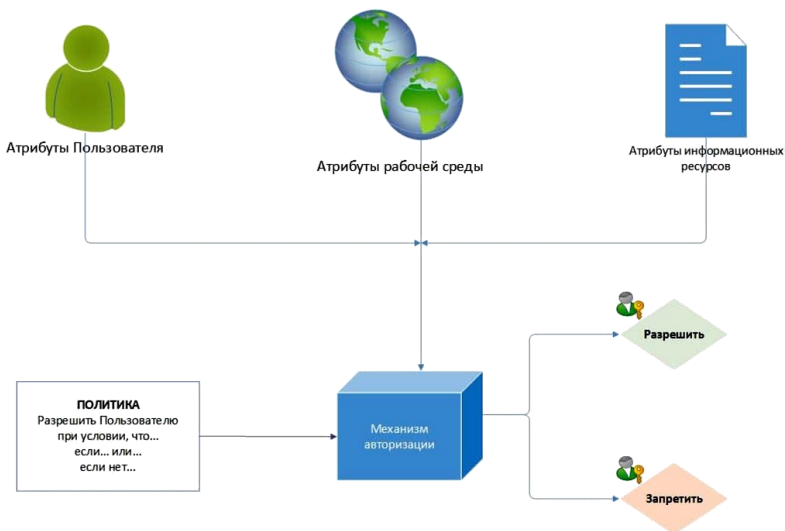 Атрибуты Пользователя
Атрибуты рабочей среды
Атрибуты информационных
ресурсов
Разрешить
ПОЛИТИКА
Разрешить Пользователю
при условии, что...
если... или...
если нет...
Механизм
авторизации
Запретить